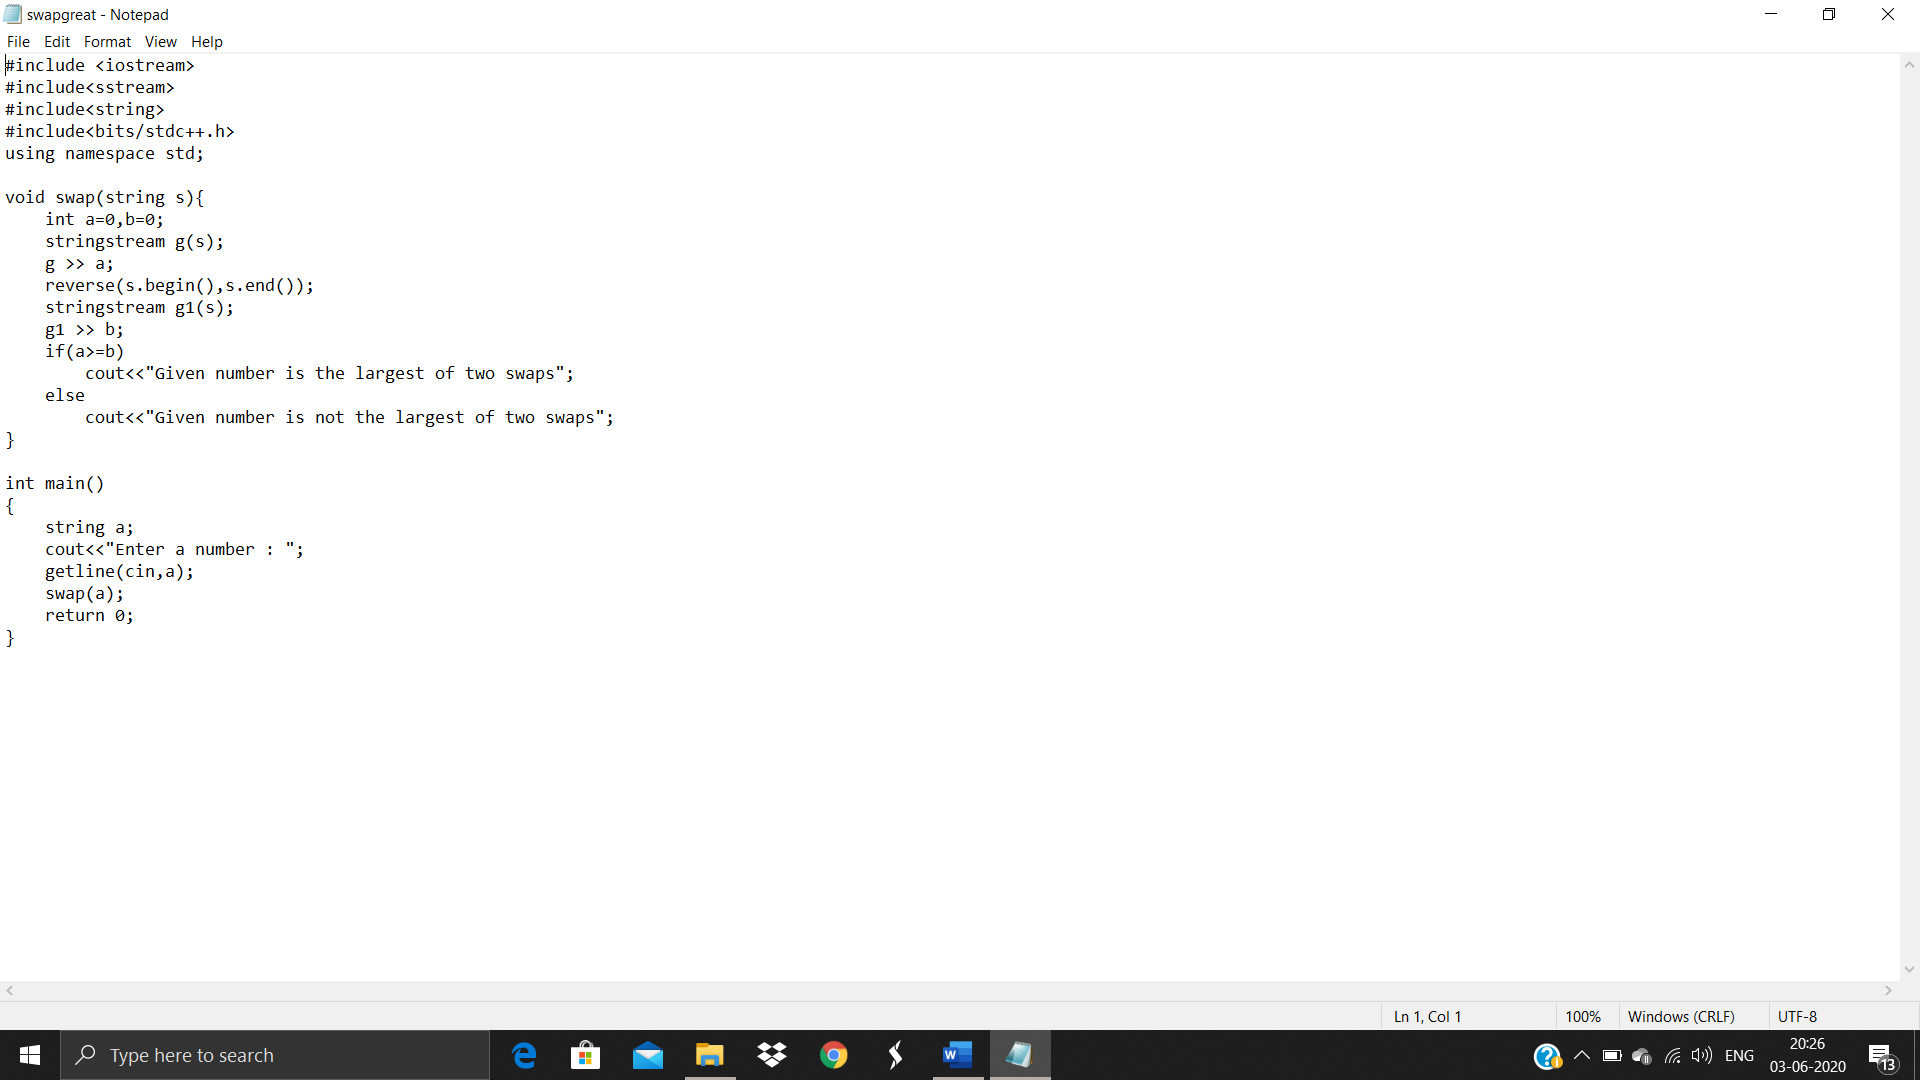 swapgreat - Notepad
File Edit Format View Help
#include <iostream>
#include<sstream>
#include<string>
#include<bits/stdc++.h>
using namespace std;
void swap(string s){
    int a=0,b=0;
    stringstream g(s);
    g >> a;
    reverse(s.begin(),s.end());
    stringstream g1(s);
    g1 >> b;
    if(a>=b)
        cout<<"Given number is the largest of two swaps";
    else
        cout<<"Given number is not the largest of two swaps";
}
int main()
{
    string a;
    cout<<"Enter a number : ";
    getline(cin,a);
    swap(a);
    return 0;
}
Ln 1, Col 1 100% Windows (CRLF) UTF-8
Type here to search
W
ENG
20:26
03-06-2020
13